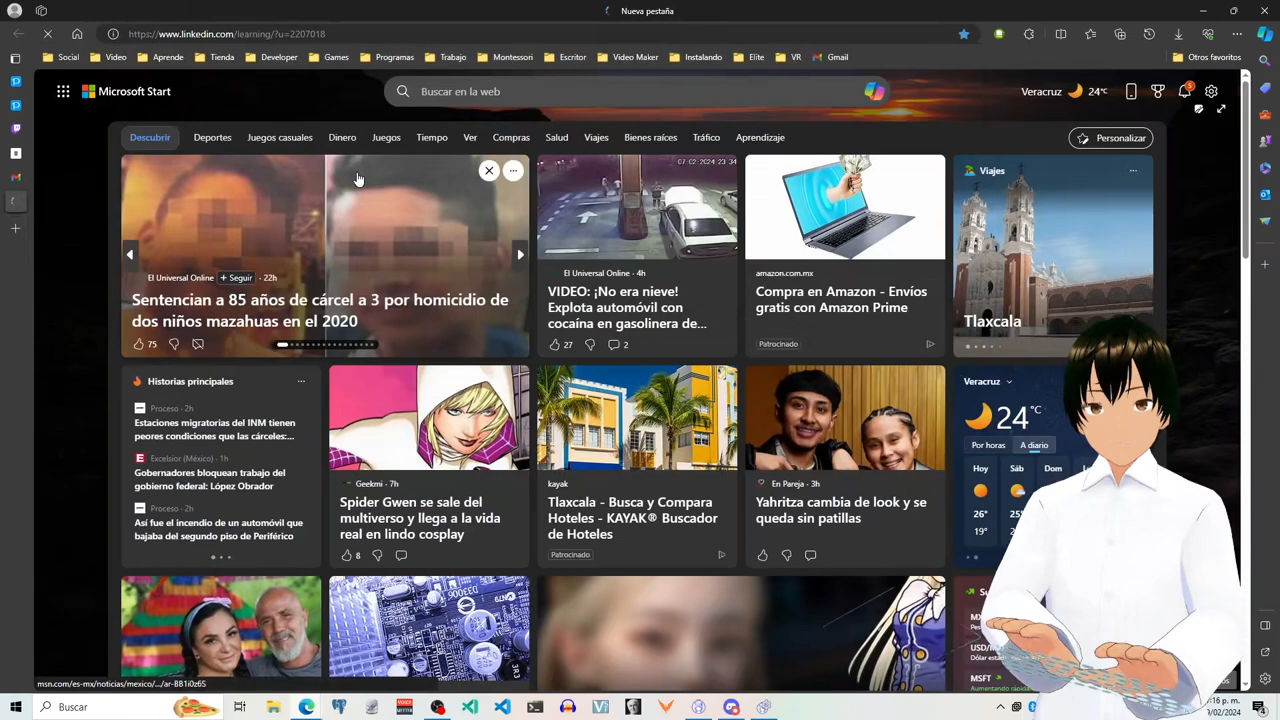 Nueva pestaña
https://www.linkedin.com/learning/?u=2207018
Social
Video
Aprende
Tienda
Developer
Games
Programas
Trabajo
Montessori
Escritor
Video Maker
Instalando
Elite
VR
Gmail
Otros favoritos
Microsoft Start
Buscar en la web
Veracruz
24°C
5
Descubrir
Deportes
Juegos casuales
Dinero
Juegos
Tiempo
Ver
Compras
Salud
Viajes
Bienes raíces
Tráfico
Aprendizaje
Personalizar
El Universal Online
+ Seguir
· 22h
Sentencian a 85 años de cárcel a 3 por homicidio de
dos niños mazahuas en el 2020
75
07-02-2024 23:34
El Universal Online · 4h
VIDEO: ¡No era nieve!
Explota automóvil con
cocaína en gasolinera de...
27
2
amazon.com.mx
Compra en Amazon - Envíos
gratis con Amazon Prime
Patrocinado
Viajes
Tlaxcala
Historias principales
Proceso · 2h
Estaciones migratorias del INM tienen
peores condiciones que las cárceles:...
Excelsior (México) · 1h
Gobernadores bloquean trabajo del
gobierno federal: López Obrador
Proceso · 2h
Así fue el incendio de un automóvil que
bajaba del segundo piso de Periférico
Geekmi · 7h
Spider Gwen se sale del
multiverso y llega a la vida
real en lindo cosplay
8
kayak
Tlaxcala - Busca y Compara
Hoteles - KAYAK® Buscador
de Hoteles
Patrocinado
En Pareja · 3h
Yahritza cambia de look y se
queda sin patillas
Veracruz
24°C
Por horas
A diario
Hoy
Sáb
Dom
26°
19°
MSFT
msn.com/es-mx/noticias/mexico/.../ar-BB1i0z6S
Buscar